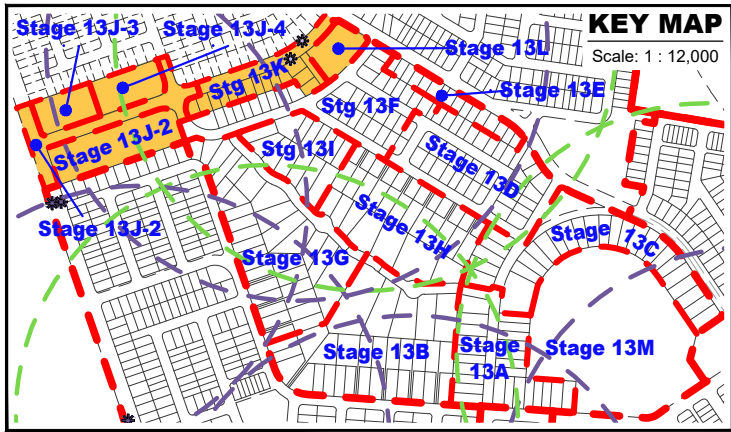 KEY MAP
Scale: 1 : 12,000
Stage 13J-3
Stage 13J-4
Stage 13L
Stg 13K
Stage 13E
Stg 13F
Stage 13J-2
Stg 13I
Stage 13D
Stage 13J-2
Stage 13H
Stage 13C
Stage 13G
Stage 13B
Stage
13A
Stage 13M